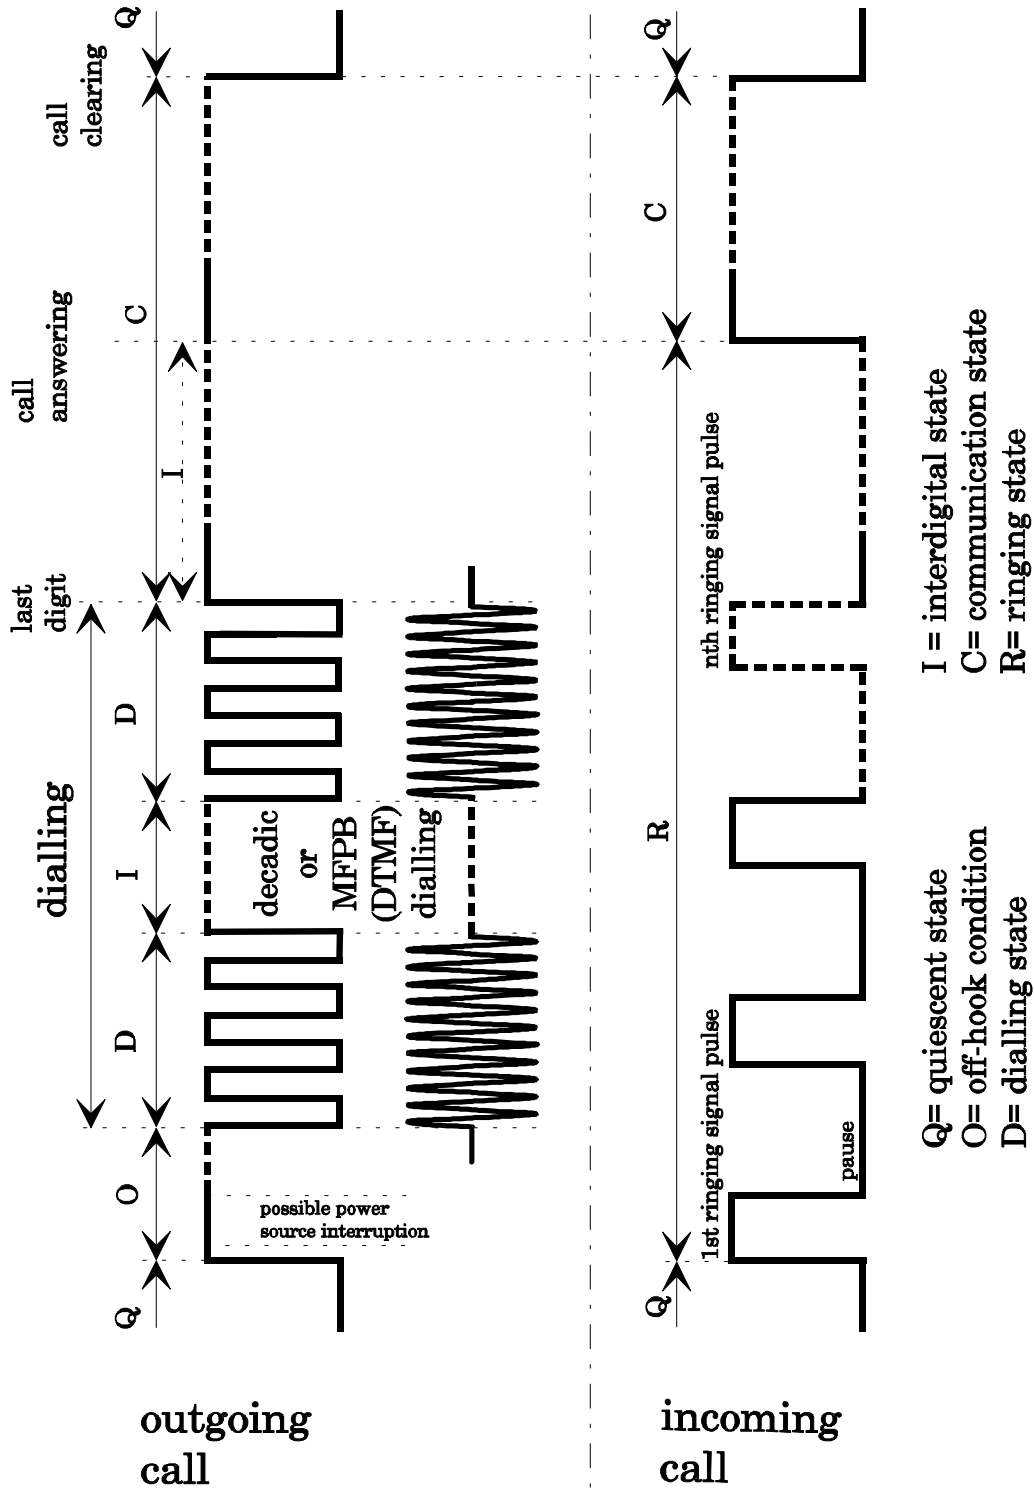 Q
call
clearing
C
call
answering
I
last
digit
dialling
D
I
D
O
Q
decadic
or
MFPB
(DTMF)
dialling
possible power
source interruption
outgoing
call
Q
C
R
Q
nth ringing signal pulse
1st ringing signal pulse
pause
incoming
call
Q= quiescent state
O= off-hook condition
D= dialling state
I = interdigital state
C= communication state
R= ringing state